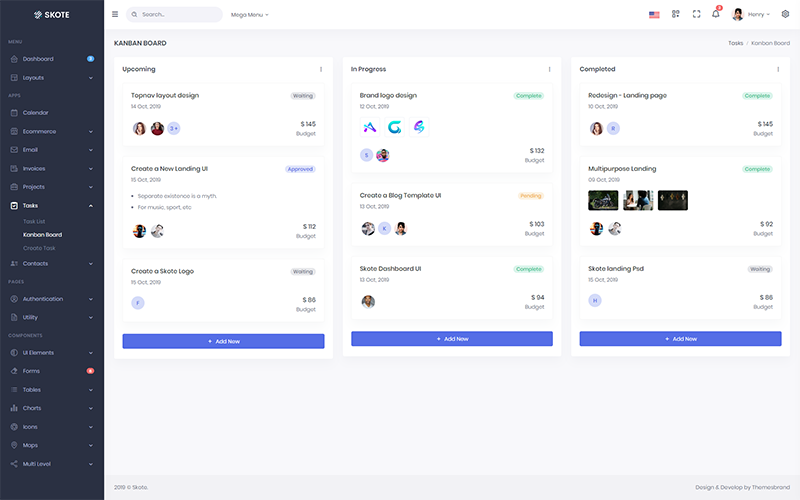 SKOTE
Search...
Mega Menu
3
Henry
MENU
Dashboard
Layouts
APPS
Calendar
Ecommerce
Email
Invoices
Projects
Tasks
Task List
Kanban Board
Create Task
Contacts
PAGES
Authentication
Utility
COMPONENTS
UI Elements
Forms
Tables
Charts
Icons
Maps
Multi Level
KANBAN BOARD
Tasks / Kanban Board
Upcoming
Topnav layout design
Waiting
14 Oct, 2019
3 +
$ 145
Budget
Create a New Landing UI
Approved
15 Oct, 2019
• Separate existence is a myth.
• For music, sport, etc
$ 112
Budget
Create a Skote Logo
Waiting
15 Oct, 2019
F
$ 86
Budget
+ Add New
In Progress
Brand logo design
Complete
12 Oct, 2019
S
$ 132
Budget
Create a Blog Template UI
Pending
13 Oct, 2019
K
$ 103
Budget
Skote Dashboard UI
Complete
13 Oct, 2019
$ 94
Budget
+ Add New
Completed
Redesign - Landing page
Complete
10 Oct, 2019
R
$ 145
Budget
Multipurpose Landing
Complete
09 Oct, 2019
$ 92
Budget
Skote landing Psd
Waiting
15 Oct, 2019
H
$ 86
Budget
+ Add New
2019 © Skote.
Design & Develop by Themesbrand